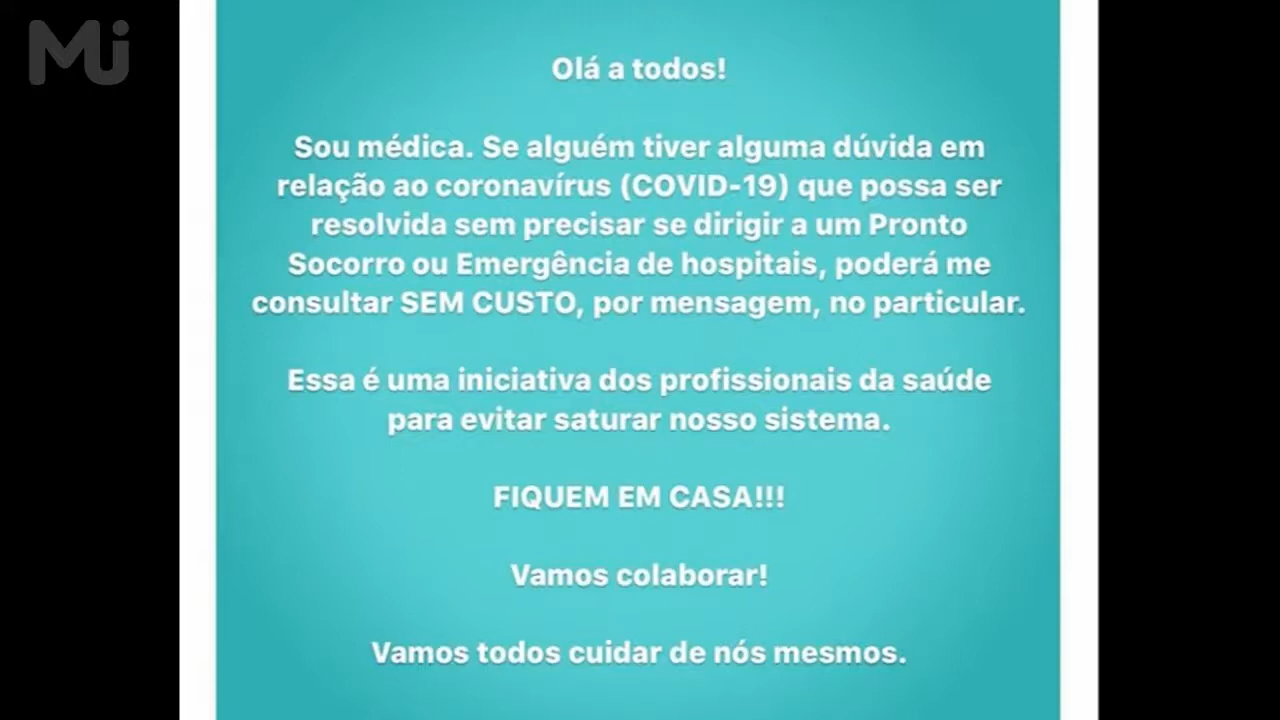 Mi
Olá a todos!
Sou médica. Se alguém tiver alguma dúvida em
relação ao coronavírus (COVID-19) que possa ser
resolvida sem precisar se dirigir a um Pronto
Socorro ou Emergência de hospitais, poderá me
consultar SEM CUSTO, por mensagem, no particular.
Essa é uma iniciativa dos profissionais da saúde
para evitar saturar nosso sistema.
FIQUEM EM CASA!!!
Vamos colaborar!
Vamos todos cuidar de nós mesmos.